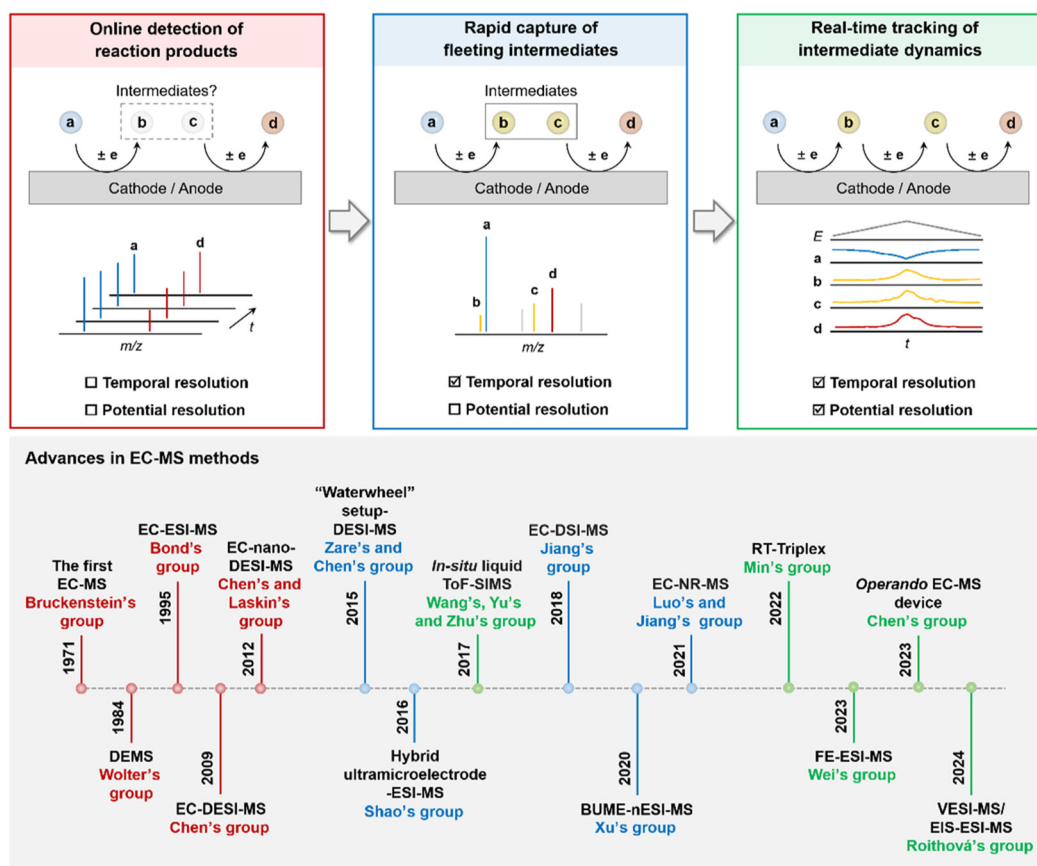 Online detection of
reaction products
Intermediates?
a
b
c
d
± e
± e
Cathode / Anode
a
d
t
m/z
☐ Temporal resolution
☐ Potential resolution
Rapid capture of
fleeting intermediates
Intermediates
a
b
c
d
± e
± e
Cathode / Anode
a
b
c
d
m/z
☑ Temporal resolution
☐ Potential resolution
Real-time tracking of
intermediate dynamics
a
b
c
d
± e
± e
± e
Cathode / Anode
E
a
b
c
d
t
☑ Temporal resolution
☑ Potential resolution
Advances in EC-MS methods
The first
EC-MS
Bruckenstein's
group
1971
1984
DEMS
Wolter's
group
EC-ESI-MS
Bond's
group
1995
2009
EC-DESI-MS
Chen's group
EC-nano-
DESI-MS
Chen's and
Laskin's
group
2012
“Waterwheel”
setup-
DESI-MS
Zare's and
Chen's group
2015
2016
Hybrid
ultramicroelectrode
-ESI-MS
Shao's group
In-situ liquid
ToF-SIMS
Wang's, Yu's
and Zhu's group
2017
EC-DSI-MS
Jiang's
group
2018
2020
BUME-nESI-MS
Xu's group
EC-NR-MS
Luo's and
Jiang's group
2021
RT-Triplex
Min's group
2022
2023
FE-ESI-MS
Wei's group
Operando EC-MS
device
Chen's group
2023
2024
VESI-MS/
EIS-ESI-MS
Roithová's group